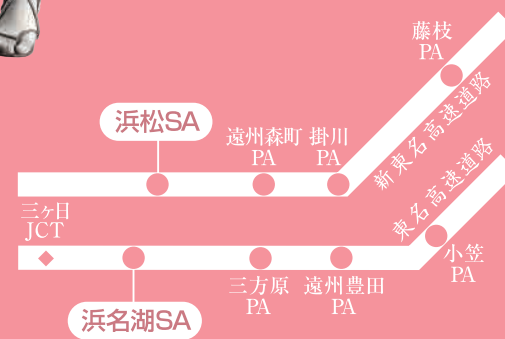 藤枝
PA
浜松SA
遠州森町
PA
掛川
PA
新東名高速道路
東名高速道路
三ヶ日
JCT
小笠
PA
三方原
PA
遠州豊田
PA
浜名湖SA